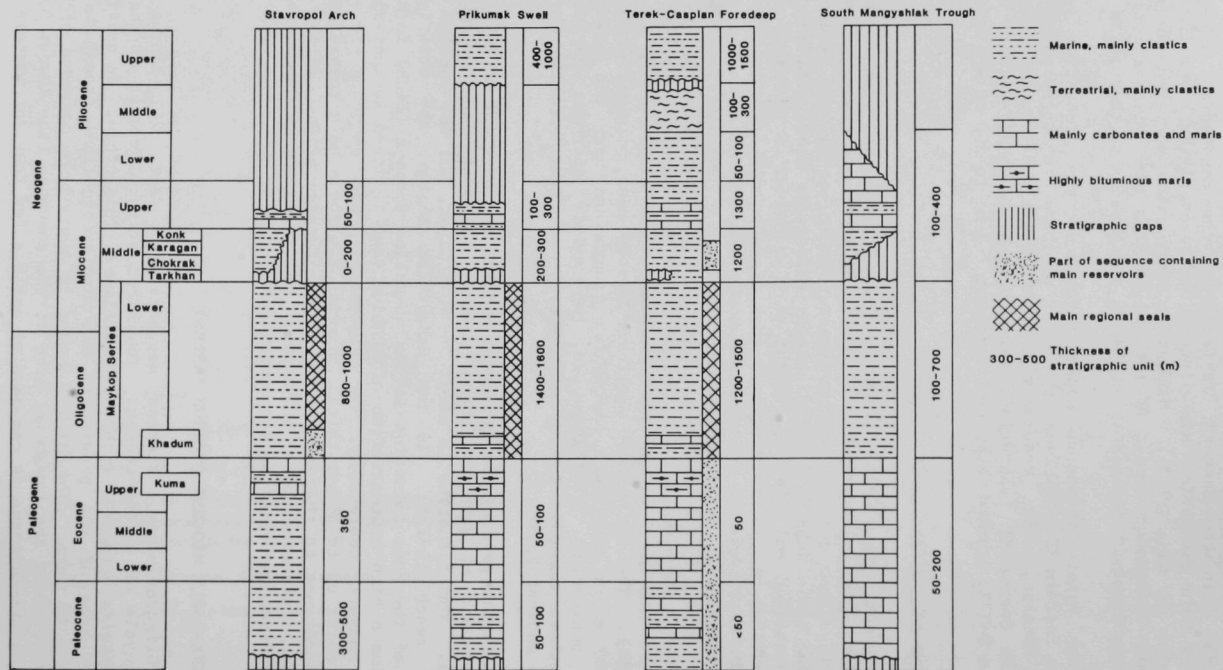 Stavropol Arch
Prikumsk Swell
Terek-Caspian Foredeep
South Mangyshlak Trough
Neogene
Paleogene
Pliocene
Miocene
Oligocene
Eocene
Paleocene
Upper
Middle
Lower
Upper
Middle
Konk
Karagan
Chokrak
Tarkhan
Maykop Series
Lower
Khadum
Upper
Kuma
Middle
Lower
50-100
0-200
800-1000
350
300-500
400-
1000
100-
300
200-300
1400-1600
50-100
50-100
1000-
1500
100-
300
50-100
1300
1200
1200-1500
50
<50
100-400
100-700
50-200
Marine, mainly clastics
Terrestrial, mainly clastics
Mainly carbonates and marls
Highly bituminous marls
Stratigraphic gaps
Part of sequence containing
main reservoirs
Main regional seals
300-500 Thickness of
stratigraphic unit (m)